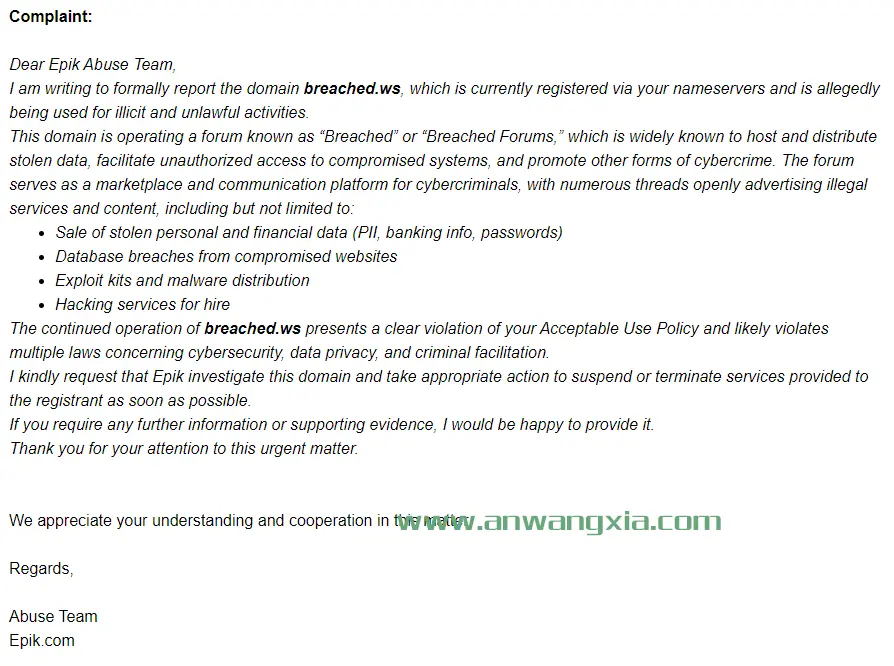 Complaint:
Dear Epik Abuse Team,
I am writing to formally report the domain breached.ws, which is currently registered via your nameservers and is allegedly
being used for illicit and unlawful activities.
This domain is operating a forum known as “Breached” or “Breached Forums,” which is widely known to host and distribute
stolen data, facilitate unauthorized access to compromised systems, and promote other forms of cybercrime. The forum
serves as a marketplace and communication platform for cybercriminals, with numerous threads openly advertising illegal
services and content, including but not limited to:
• Sale of stolen personal and financial data (PII, banking info, passwords)
• Database breaches from compromised websites
• Exploit kits and malware distribution
• Hacking services for hire
The continued operation of breached.ws presents a clear violation of your Acceptable Use Policy and likely violates
multiple laws concerning cybersecurity, data privacy, and criminal facilitation.
I kindly request that Epik investigate this domain and take appropriate action to suspend or terminate services provided to
the registrant as soon as possible.
If you require any further information or supporting evidence, I would be happy to provide it.
Thank you for your attention to this urgent matter.
We appreciate your understanding and cooperation in this matter.
www.anwangxia.com
Regards,
Abuse Team
Epik.com